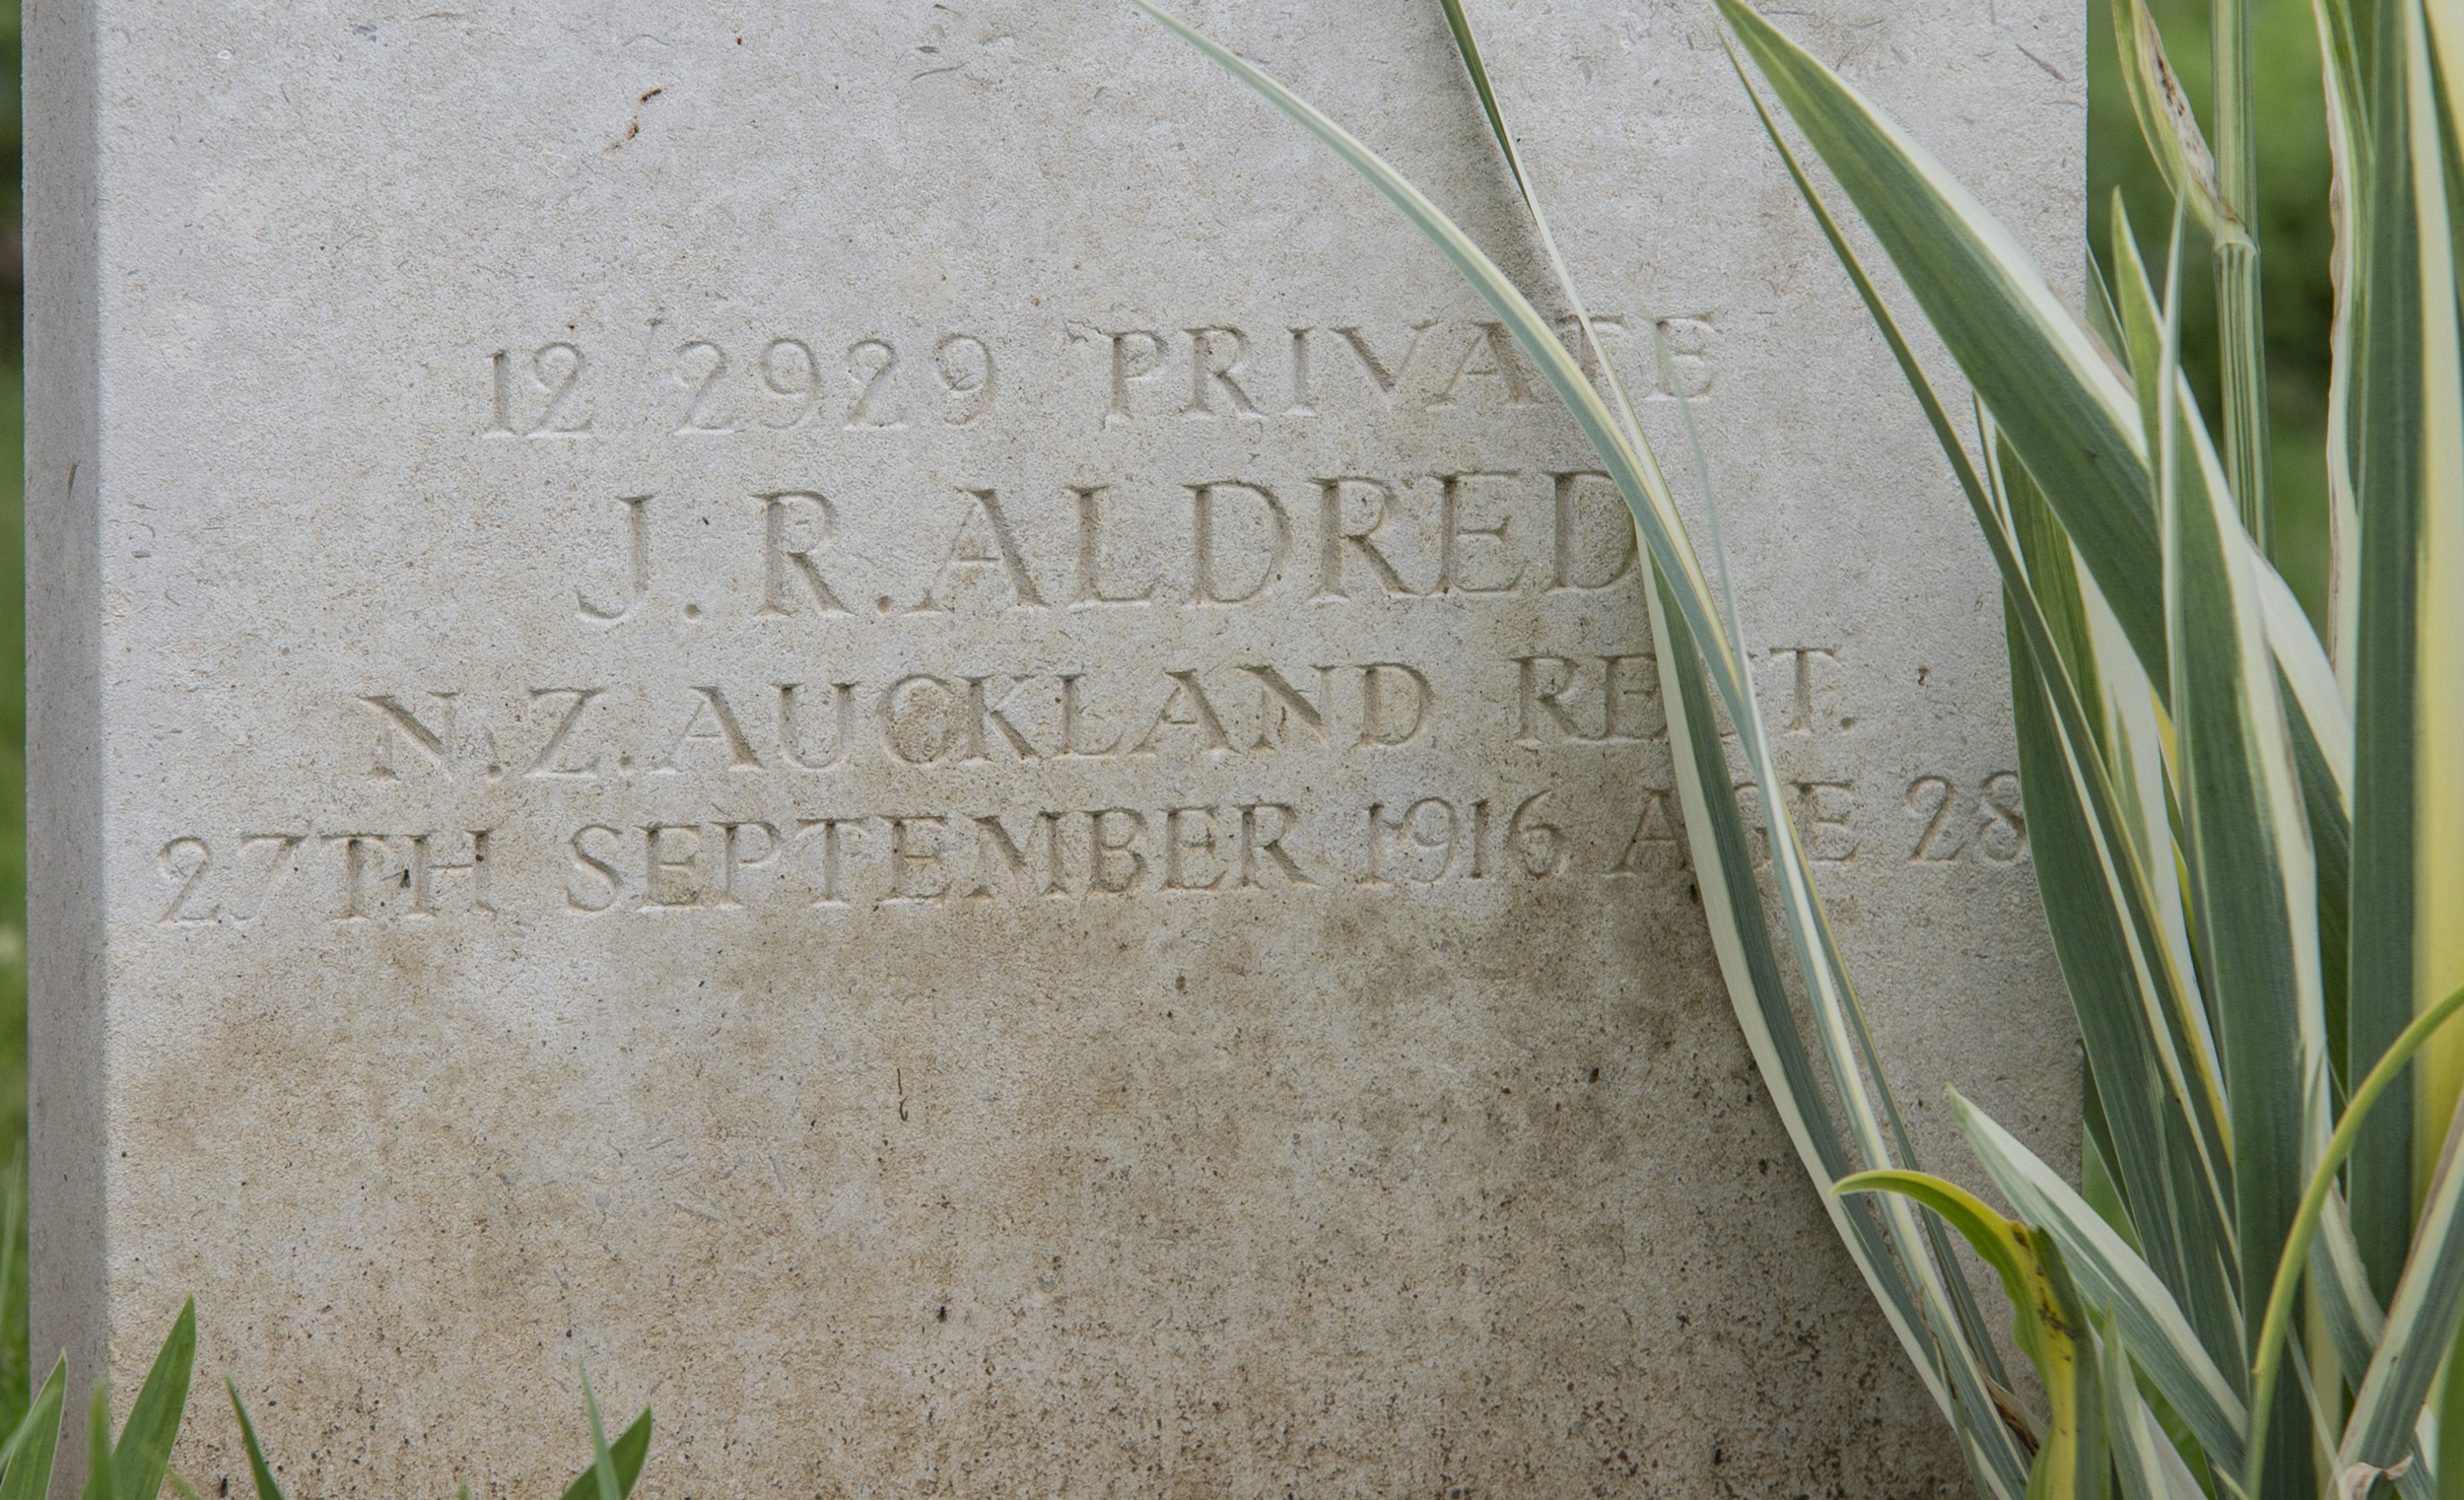 12/2929 PRIVATE
J. R. ALDRED
N.Z. AUCKLAND REGT.
27TH SEPTEMBER 1916 AGE 28